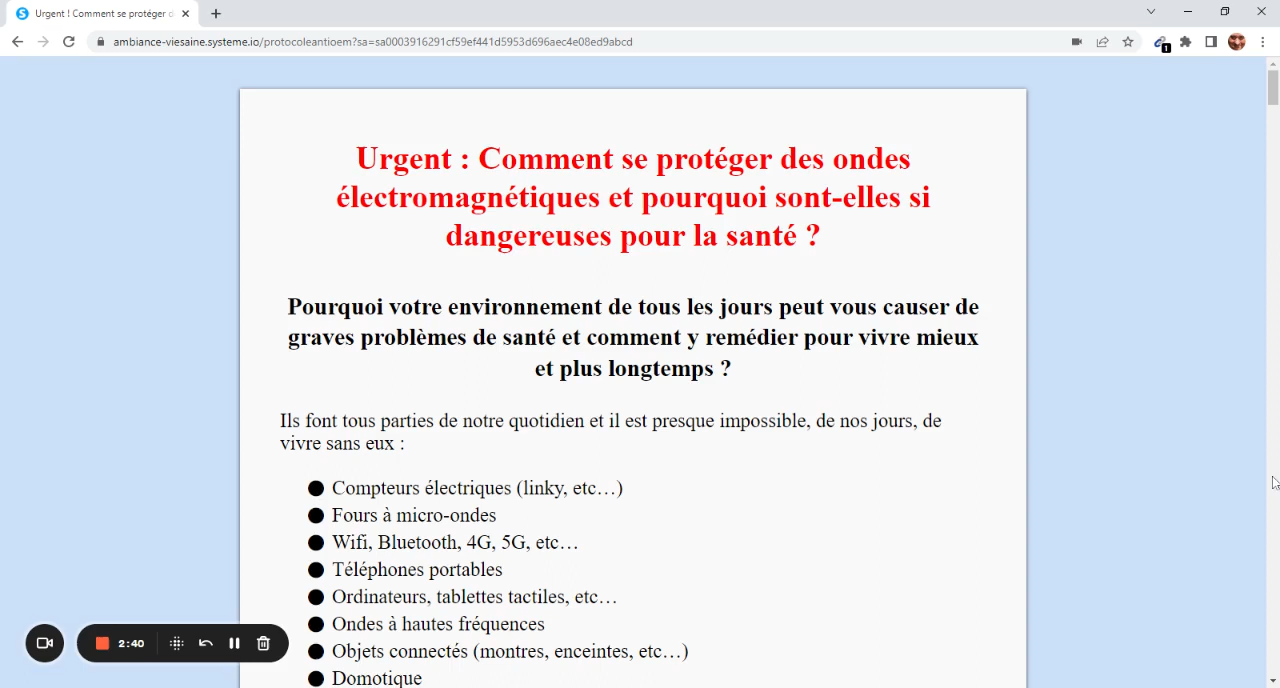 Urgent ! Comment se protéger d
ambiance-viesaine.systeme.io/protocoleantioem?sa=sa0003916291cf59ef441d5953d696aec4e08ed9abcd
1
Urgent : Comment se protéger des ondes
électromagnétiques et pourquoi sont-elles si
dangereuses pour la santé ?
Pourquoi votre environnement de tous les jours peut vous causer de
graves problèmes de santé et comment y remédier pour vivre mieux
et plus longtemps ?
Ils font tous parties de notre quotidien et il est presque impossible, de nos jours, de
vivre sans eux :
● Compteurs électriques (linky, etc…)
● Fours à micro-ondes
● Wifi, Bluetooth, 4G, 5G, etc…
● Téléphones portables
● Ordinateurs, tablettes tactiles, etc…
● Ondes à hautes fréquences
● Objets connectés (montres, enceintes, etc…)
● Domotique
2:40